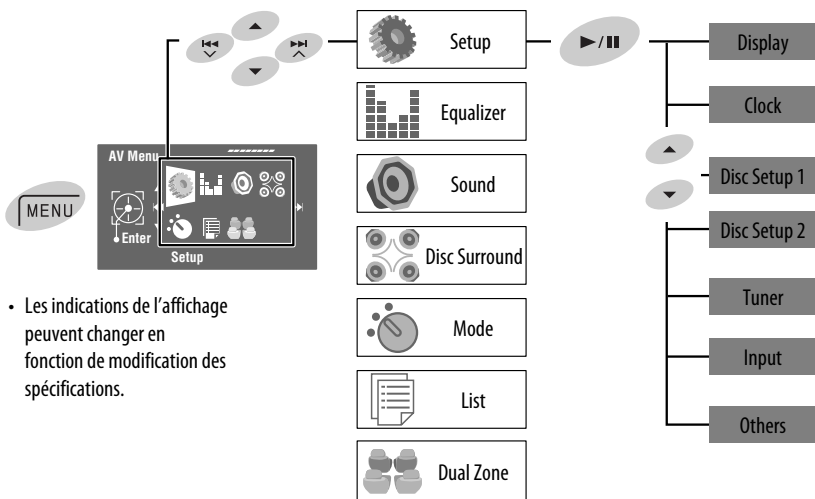 Setup
Display
Equalizer
Clock
AV Menu
MENU
Enter
Setup
Sound
Disc Setup 1
Disc Surround
Disc Setup 2
• Les indications de l'affichage
peuvent changer en
fonction de modification des
spécifications.
Mode
Tuner
List
Input
Dual Zone
Others